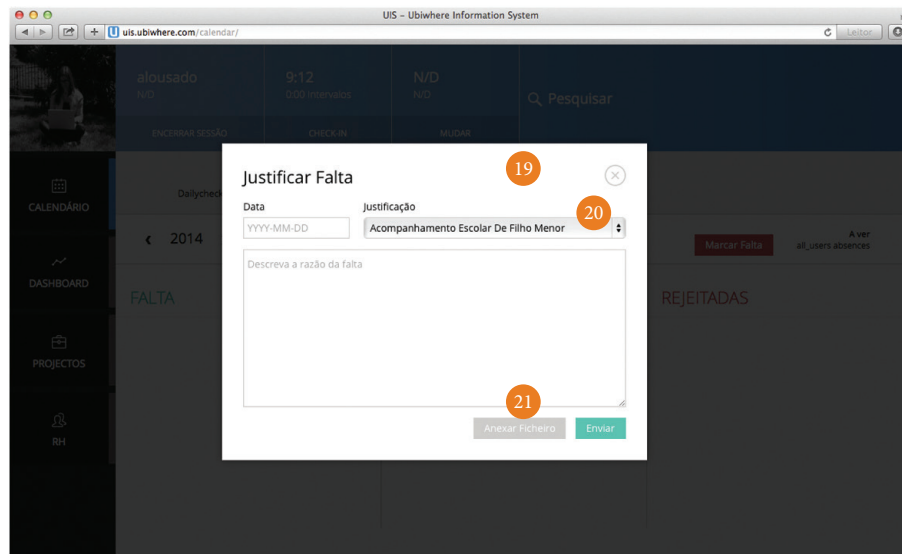 UIS – Ubiwhere Information System
uis.ubiwhere.com/calendar/
Leitor
alousado
N/D
9:12
0:00 intervalos
N/D
N/D
Pesquisar
ENCERRAR SESSÃO
CHECK-IN
MUDAR
CALENDÁRIO
DASHBOARD
PROJECTOS
RH
Dailycheck
2014
Marcar Falta
A ver
all_users absences
FALTA
REJEITADAS
Justificar Falta
19
Data
Justificação
20
YYYY-MM-DD
Acompanhamento Escolar De Filho Menor
Descreva a razão da falta
21
Anexar Ficheiro
Enviar